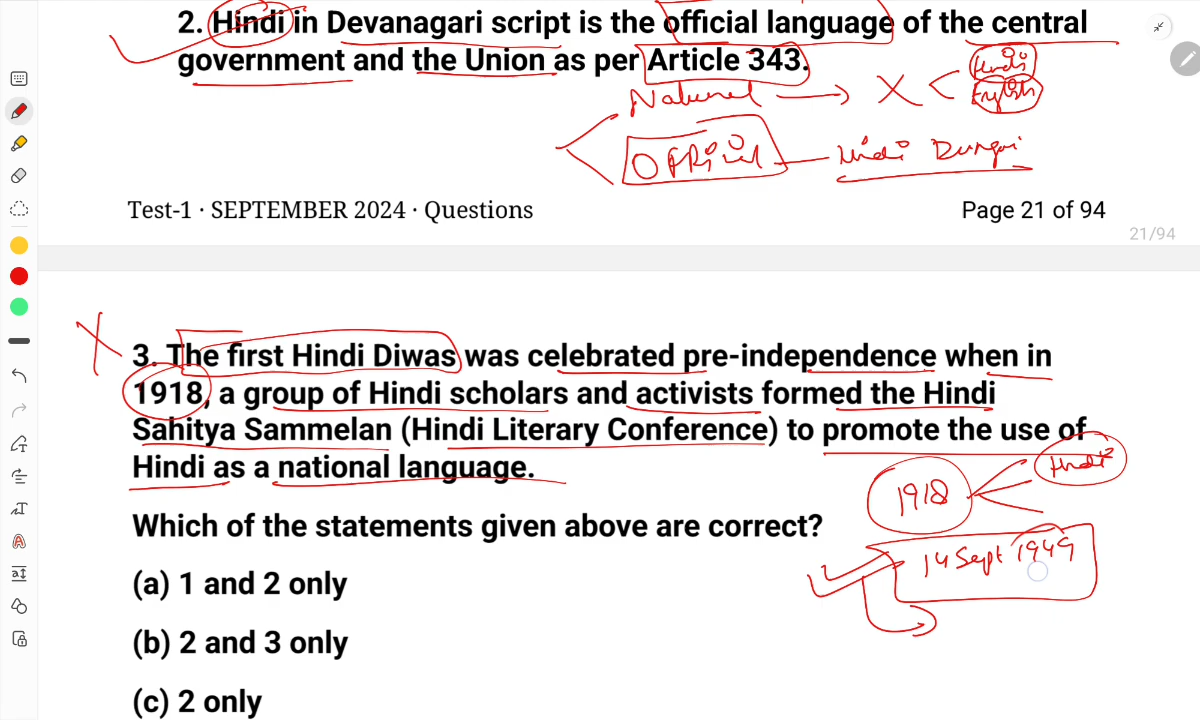 2. Hindi in Devanagari script is the official language of the central
government and the Union as per Article 343.
Natural → X < Hindi
English
Official — Hindi
Test-1 · SEPTEMBER 2024 · Questions
Page 21 of 94
21/94
X
3. The first Hindi Diwas was celebrated pre-independence when in
1918, a group of Hindi scholars and activists formed the Hindi
Sahitya Sammelan (Hindi Literary Conference) to promote the use of
Hindi as a national language.
1918
Hindi
Which of the statements given above are correct?
14 Sept 1949
(a) 1 and 2 only
(b) 2 and 3 only
(c) 2 only